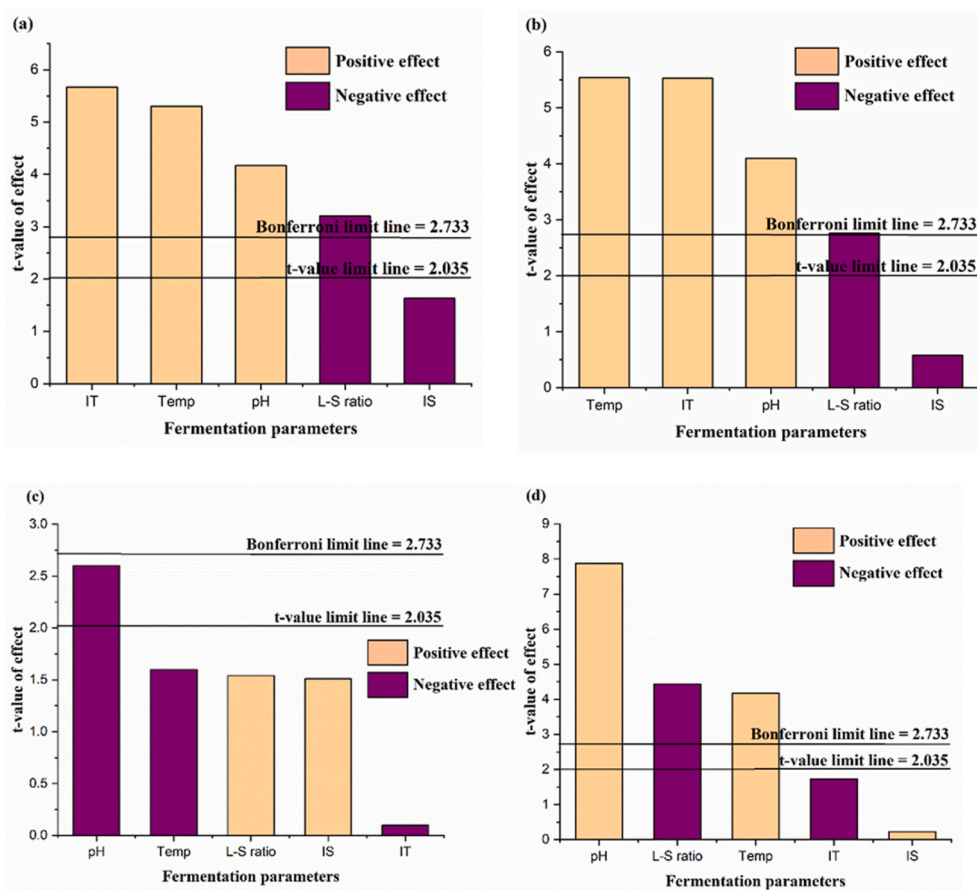 (a)
Positive effect
Negative effect
t-value of effect
6
5
4
3
2
1
0
Bonferroni limit line = 2.733
t-value limit line = 2.035
IT Temp pH L-S ratio IS
Fermentation parameters
(b)
Positive effect
Negative effect
t-value of effect
6
5
4
3
2
1
0
Bonferroni limit line = 2.733
t-value limit line = 2.035
Temp IT pH L-S ratio IS
Fermentation parameters
(c)
t-value of effect
3.0
2.5
2.0
1.5
1.0
0.5
0.0
Bonferroni limit line = 2.733
t-value limit line = 2.035
Positive effect
Negative effect
pH Temp L-S ratio IS IT
Fermentation parameters
(d)
Positive effect
Negative effect
t-value of effect
9
8
7
6
5
4
3
2
1
0
Bonferroni limit line = 2.733
t-value limit line = 2.035
pH L-S ratio Temp IT IS
Fermentation parameters